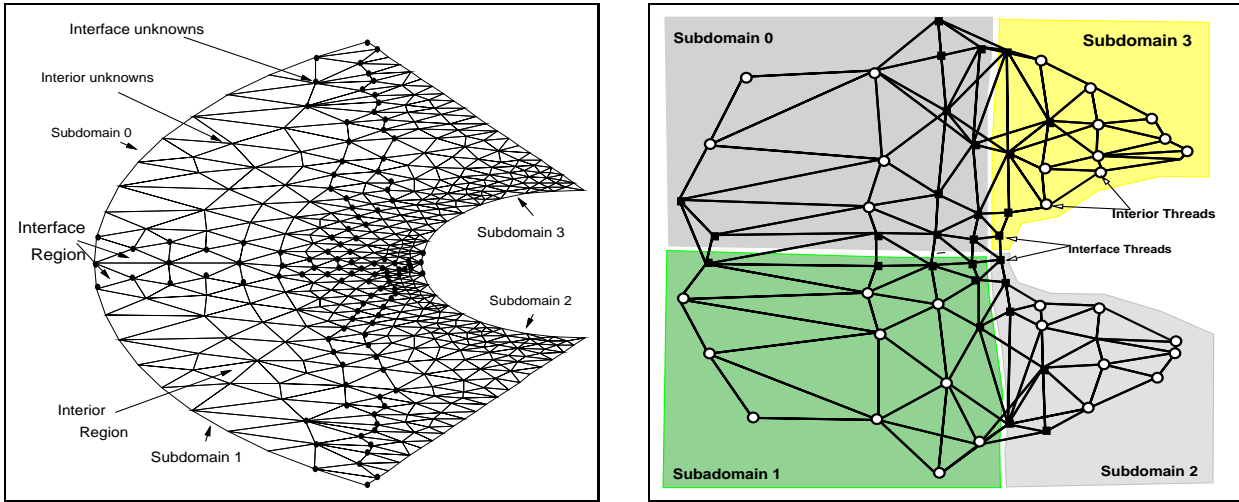 Interface unknowns
Interior unknowns
Subdomain 0
Interface
Region
Subdomain 3
Subdomain 2
Interior
Region
Subdomain 1
Subdomain 0
Subdomain 3
Interior Threads
Interface Threads
Subadomain 1
Subdomain 2